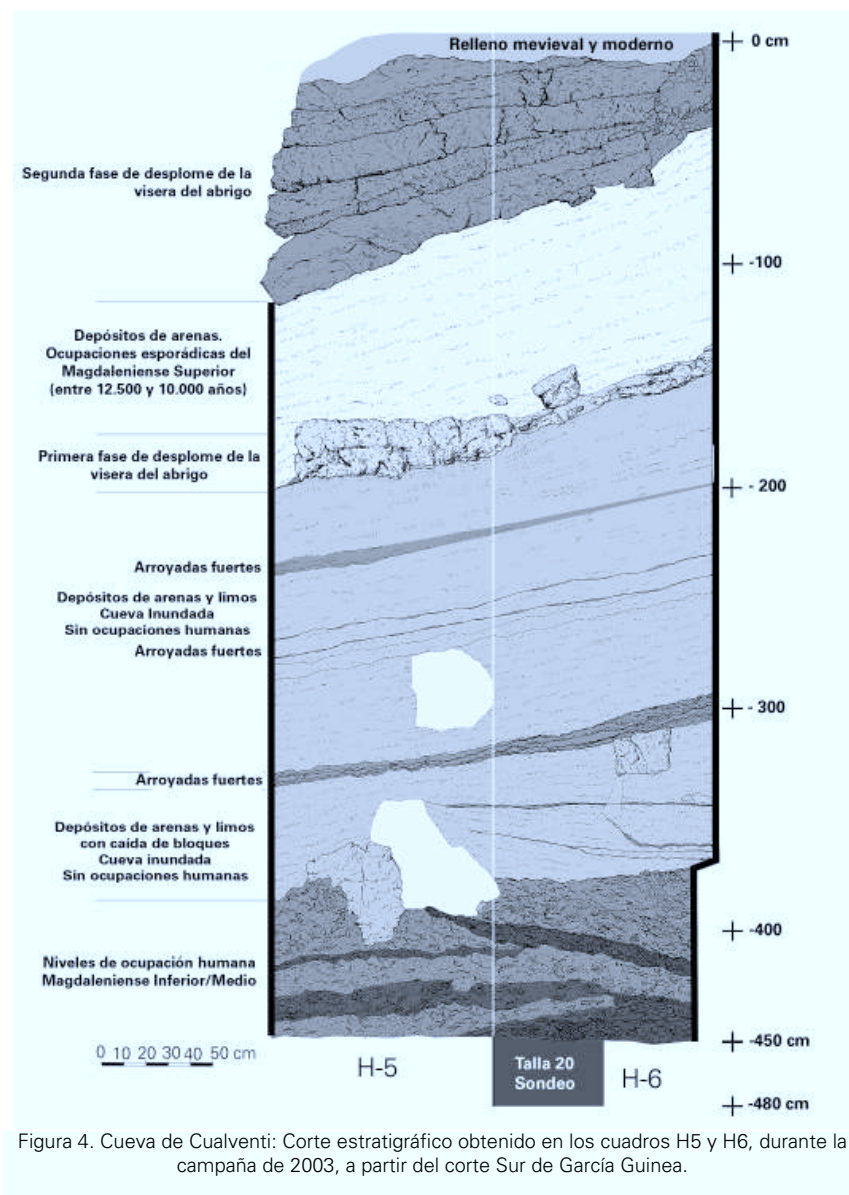 Relleno mevieval y moderno
0 cm
Segunda fase de desplome de la
visera del abrigo
-100
Depósitos de arenas.
Ocupaciones esporádicas del
Magdaleniense Superior
(entre 12.500 y 10.000 años)
Primera fase de desplome de la
visera del abrigo
- 200
Arroyadas fuertes
Depósitos de arenas y limos
Cueva Inundada
Sin ocupaciones humanas
Arroyadas fuertes
- 300
Arroyadas fuertes
Depósitos de arenas y limos
con caída de bloques
Cueva inundada
Sin ocupaciones humanas
-400
Niveles de ocupación humana
Magdaleniense Inferior/Medio
-450 cm
0 10 20 30 40 50 cm
H-5
Talla 20
Sondeo
H-6
-480 cm
Figura 4. Cueva de Cualventi: Corte estratigráfico obtenido en los cuadros H5 y H6, durante la
campaña de 2003, a partir del corte Sur de García Guinea.